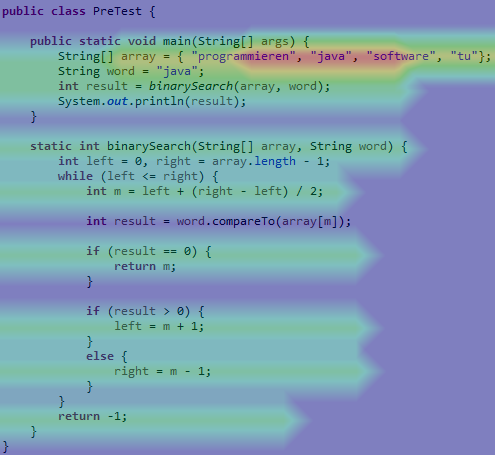 public class PreTest {
public static void main(String[] args) {
String[] array = { "programmieren", "java", "software", "tu"};
String word = "java";
int result = binarySearch(array, word);
System.out.println(result);
}
static int binarySearch(String[] array, String word) {
int left = 0, right = array.length - 1;
while (left <= right) {
int m = left + (right - left) / 2;
int result = word.compareTo(array[m]);
if (result == 0) {
return m;
}
if (result > 0) {
left = m + 1;
}
else {
right = m - 1;
}
}
return -1;
}
}